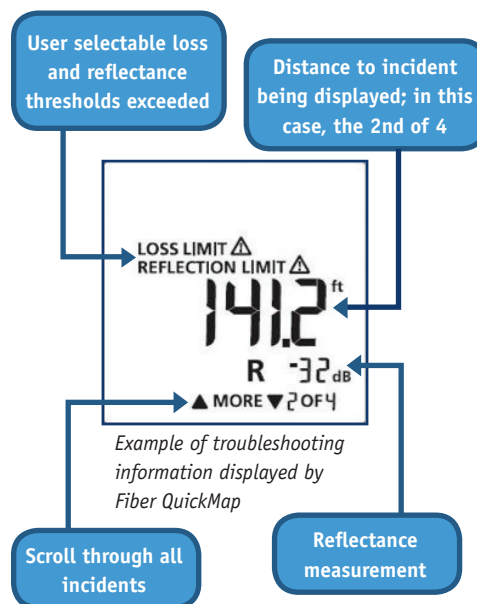 User selectable loss
and reflectance
thresholds exceeded
Distance to incident
being displayed; in this
case, the 2nd of 4
LOSS LIMIT ⚠
REFLECTION LIMIT ⚠
141.2 ft
R -32 dB
▲ MORE ▼ 2 OF 4
Example of troubleshooting
information displayed by
Fiber QuickMap
Scroll through all
incidents
Reflectance
measurement